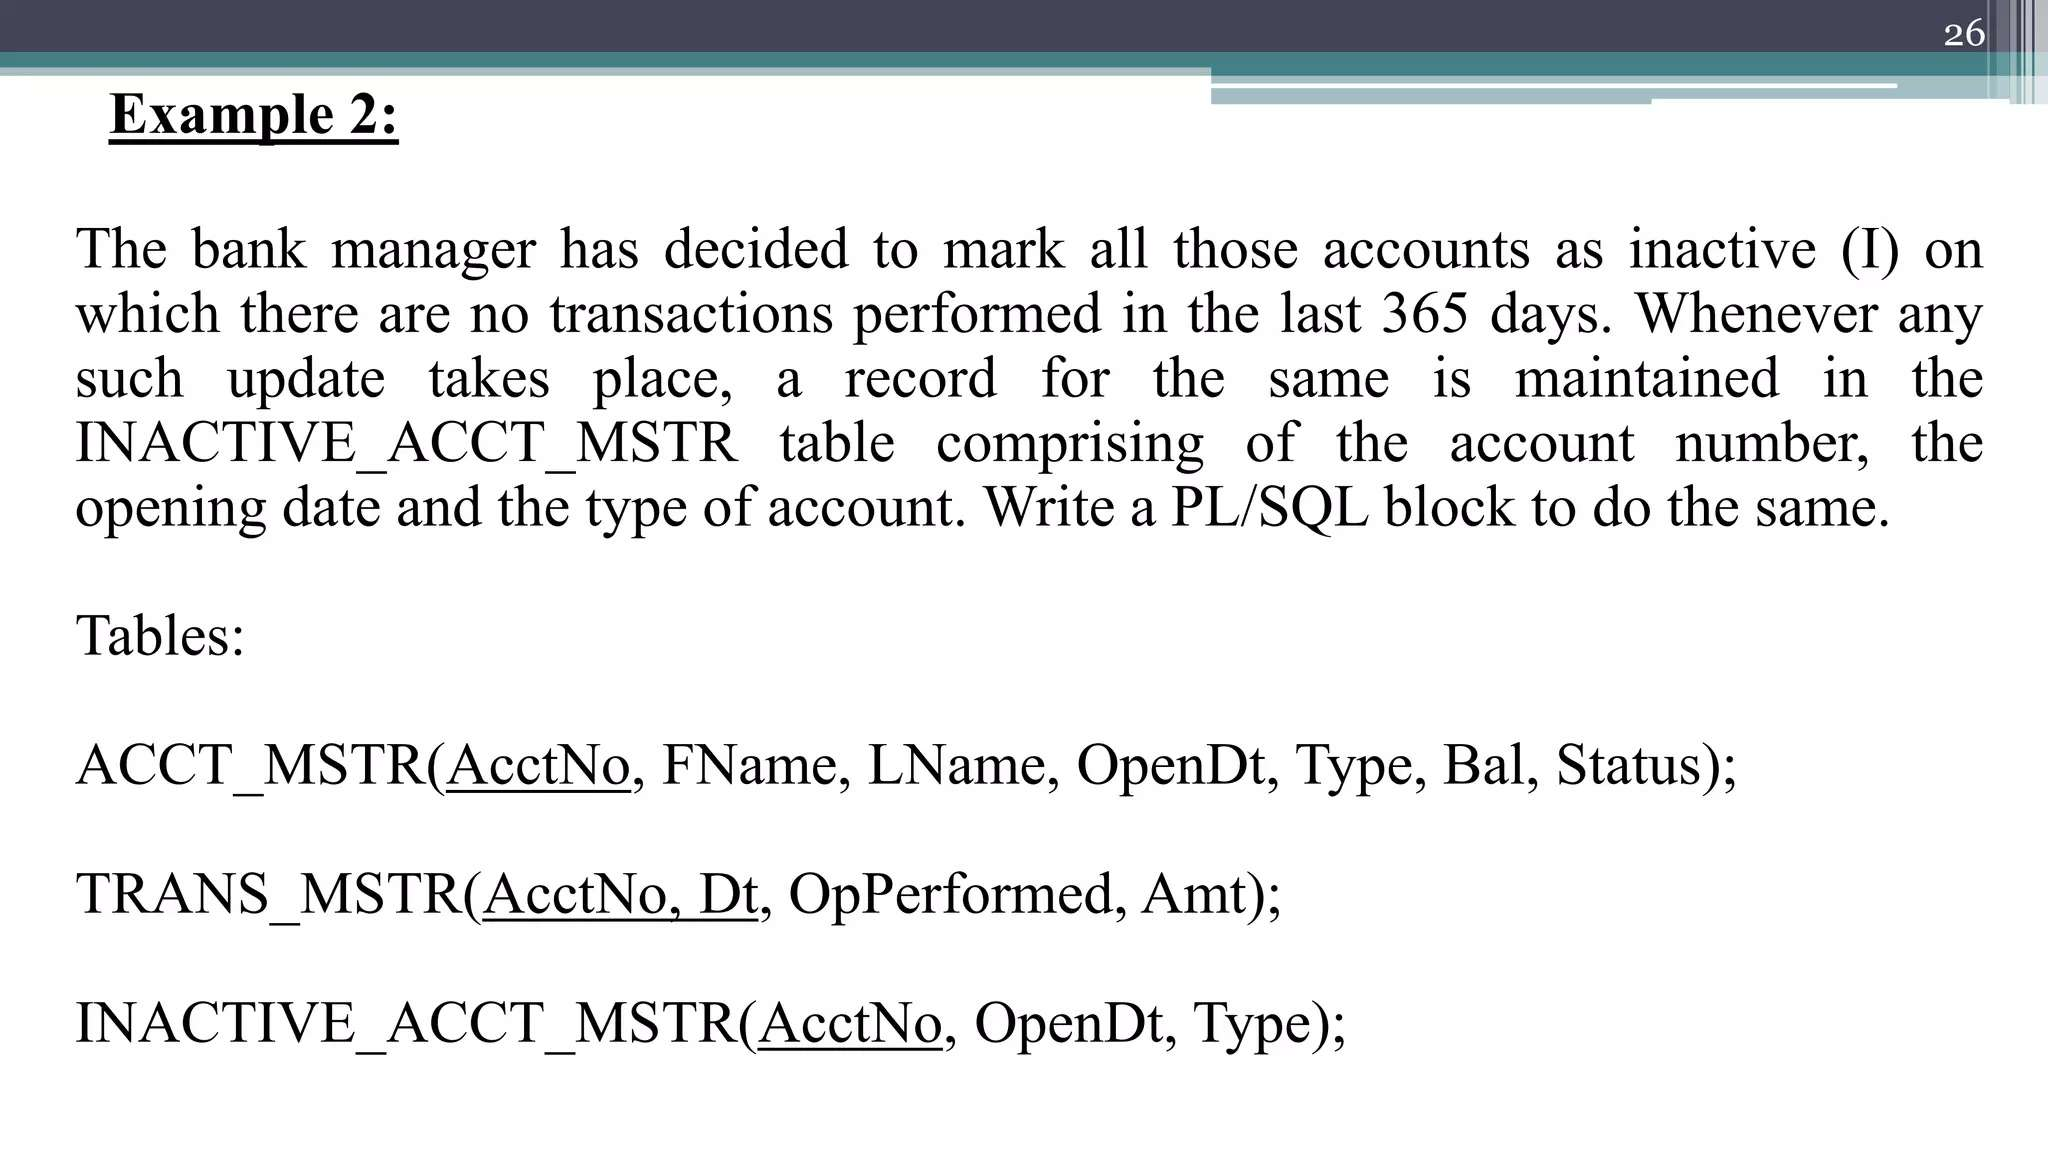 26
Example 2:
The bank manager has decided to mark all those accounts as inactive (I) on
which there are no transactions performed in the last 365 days. Whenever any
such update takes place, a record for the same is maintained in the
INACTIVE_ACCT_MSTR table comprising of the account number, the
opening date and the type of account. Write a PL/SQL block to do the same.
Tables:
ACCT_MSTR(AcctNo, FName, LName, OpenDt, Type, Bal, Status);
TRANS_MSTR(AcctNo, Dt, OpPerformed, Amt);
INACTIVE_ACCT_MSTR(AcctNo, OpenDt, Type);